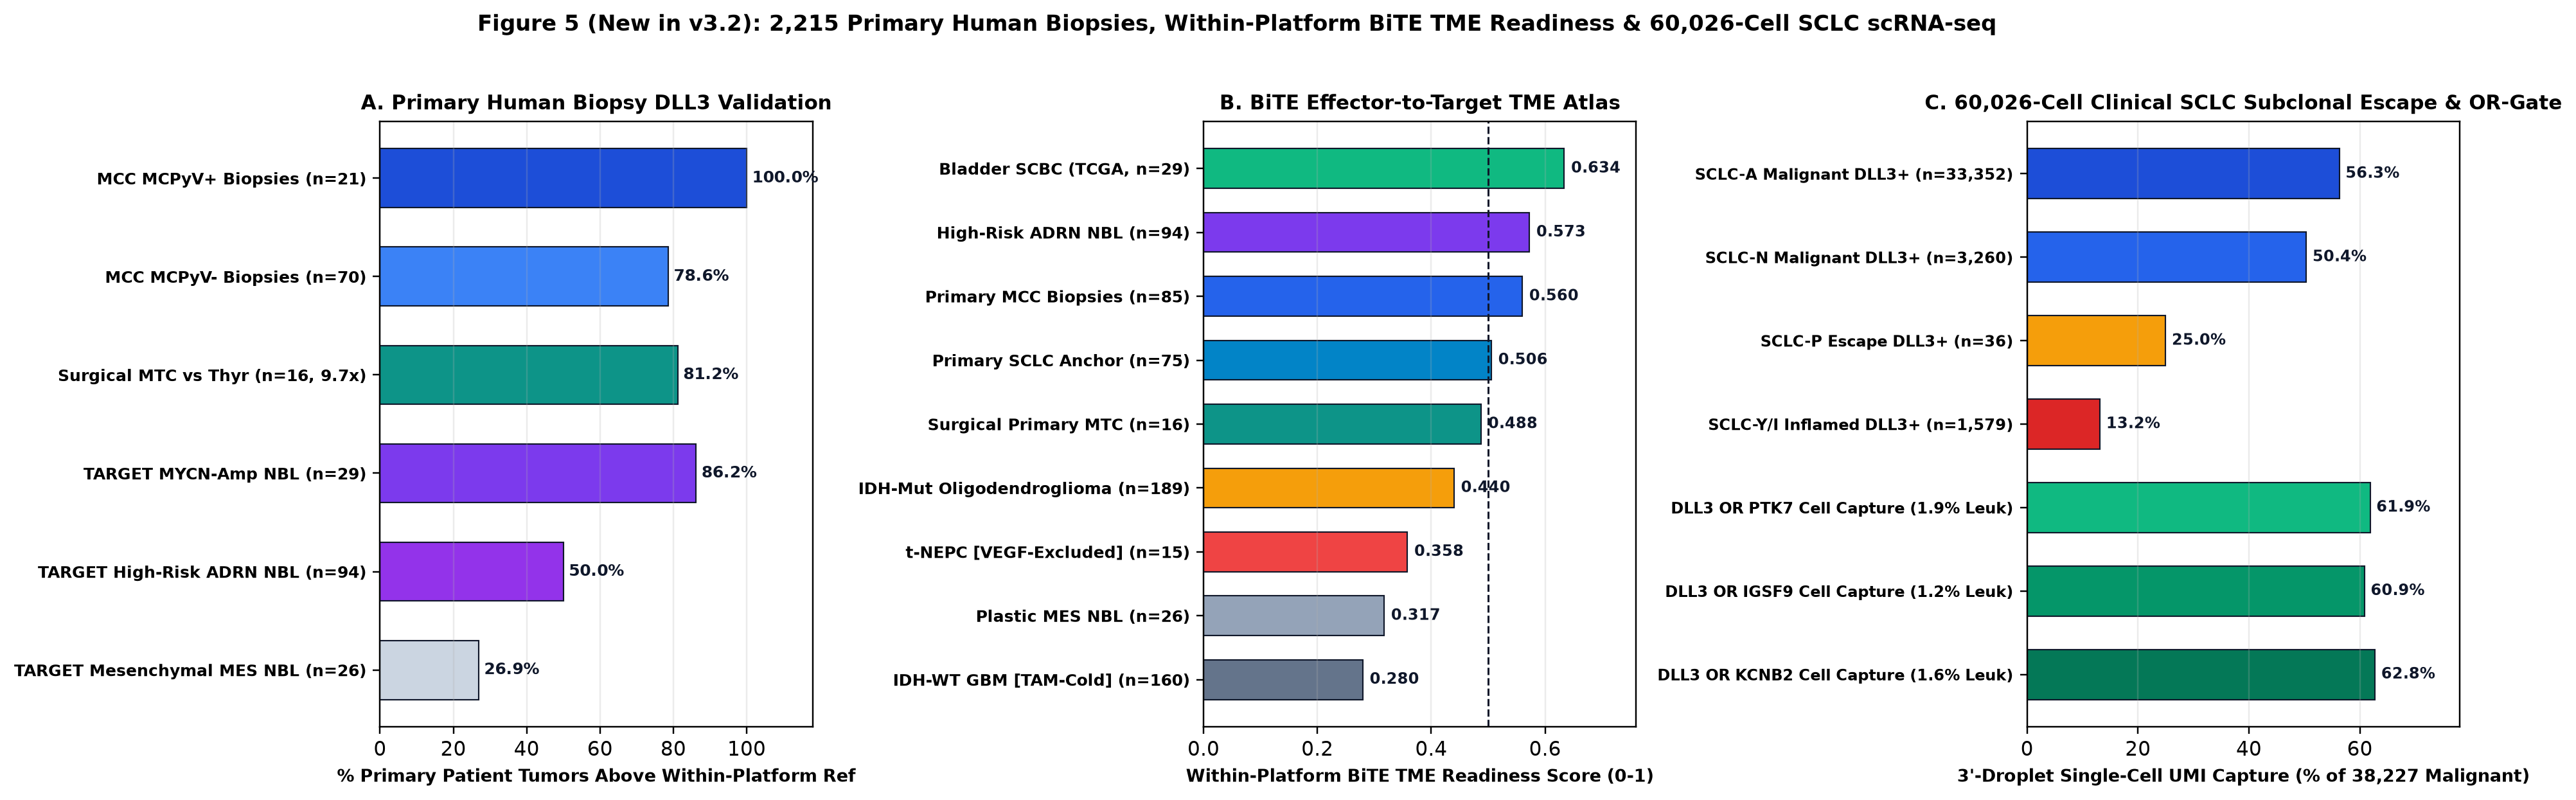 Figure 5 (New in v3.2): 2,215 Primary Human Biopsies, Within-Platform BiTE TME Readiness & 60,026-Cell SCLC scRNA-seq
A. Primary Human Biopsy DLL3 Validation
MCC MCPyV+ Biopsies (n=21)
100.0%
MCC MCPyV- Biopsies (n=70)
78.6%
Surgical MTC vs Thyr (n=16, 9.7x)
81.2%
TARGET MYCN-Amp NBL (n=29)
86.2%
TARGET High-Risk ADRN NBL (n=94)
50.0%
TARGET Mesenchymal MES NBL (n=26)
26.9%
0 20 40 60 80 100
% Primary Patient Tumors Above Within-Platform Ref
B. BiTE Effector-to-Target TME Atlas
Bladder SCBC (TCGA, n=29)
0.634
High-Risk ADRN NBL (n=94)
0.573
Primary MCC Biopsies (n=85)
0.560
Primary SCLC Anchor (n=75)
0.506
Surgical Primary MTC (n=16)
0.488
IDH-Mut Oligodendroglioma (n=189)
0.440
t-NEPC [VEGF-Excluded] (n=15)
0.358
Plastic MES NBL (n=26)
0.317
IDH-WT GBM [TAM-Cold] (n=160)
0.280
0.0 0.2 0.4 0.6
Within-Platform BiTE TME Readiness Score (0-1)
C. 60,026-Cell Clinical SCLC Subclonal Escape & OR-Gate
SCLC-A Malignant DLL3+ (n=33,352)
56.3%
SCLC-N Malignant DLL3+ (n=3,260)
50.4%
SCLC-P Escape DLL3+ (n=36)
25.0%
SCLC-Y/I Inflamed DLL3+ (n=1,579)
13.2%
DLL3 OR PTK7 Cell Capture (1.9% Leuk)
61.9%
DLL3 OR IGSF9 Cell Capture (1.2% Leuk)
60.9%
DLL3 OR KCNB2 Cell Capture (1.6% Leuk)
62.8%
0 20 40 60
3'-Droplet Single-Cell UMI Capture (% of 38,227 Malignant)